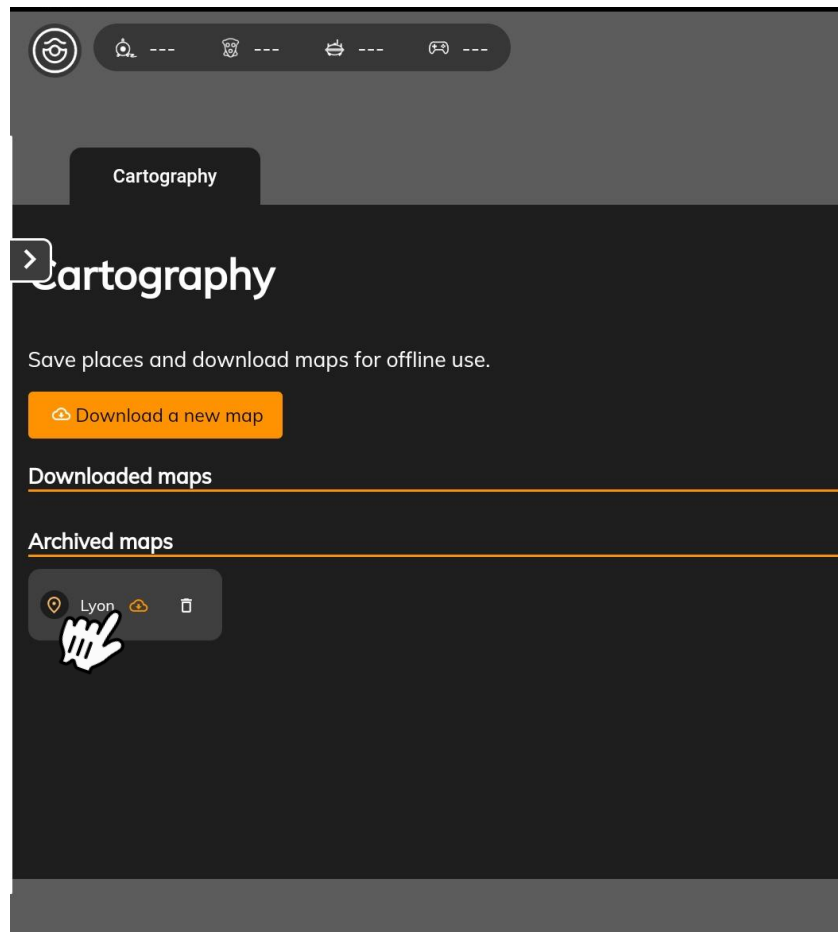 --- --- --- ---
Cartography
Cartography
Save places and download maps for offline use.
Download a new map
Downloaded maps
Archived maps
Lyon